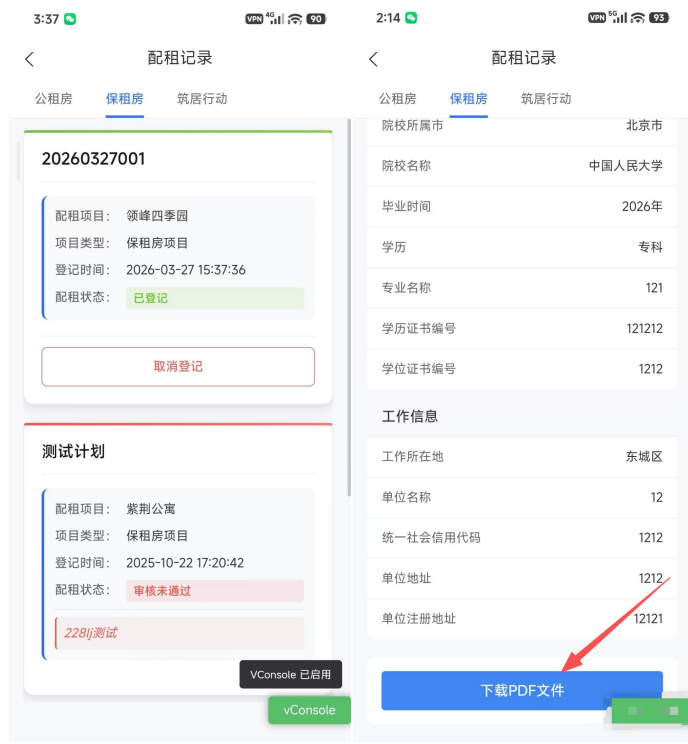 3:37
VPN 4G 90
配租记录
公租房 保租房 筑居行动
20260327001
配租项目： 领峰四季园
项目类型： 保租房项目
登记时间： 2026-03-27 15:37:36
配租状态： 已登记
取消登记
测试计划
配租项目： 紫荆公寓
项目类型： 保租房项目
登记时间： 2025-10-22 17:20:42
配租状态： 审核未通过
228lj测试
VConsole 已启用
vConsole
2:14
VPN 5G 93
配租记录
公租房 保租房 筑居行动
院校所属市 北京市
院校名称 中国人民大学
毕业时间 2026年
学历 专科
专业名称 121
学历证书编号 121212
学位证书编号 1212
工作信息
工作所在地 东城区
单位名称 12
统一社会信用代码 1212
单位地址 1212
单位注册地址 12121
下载PDF文件